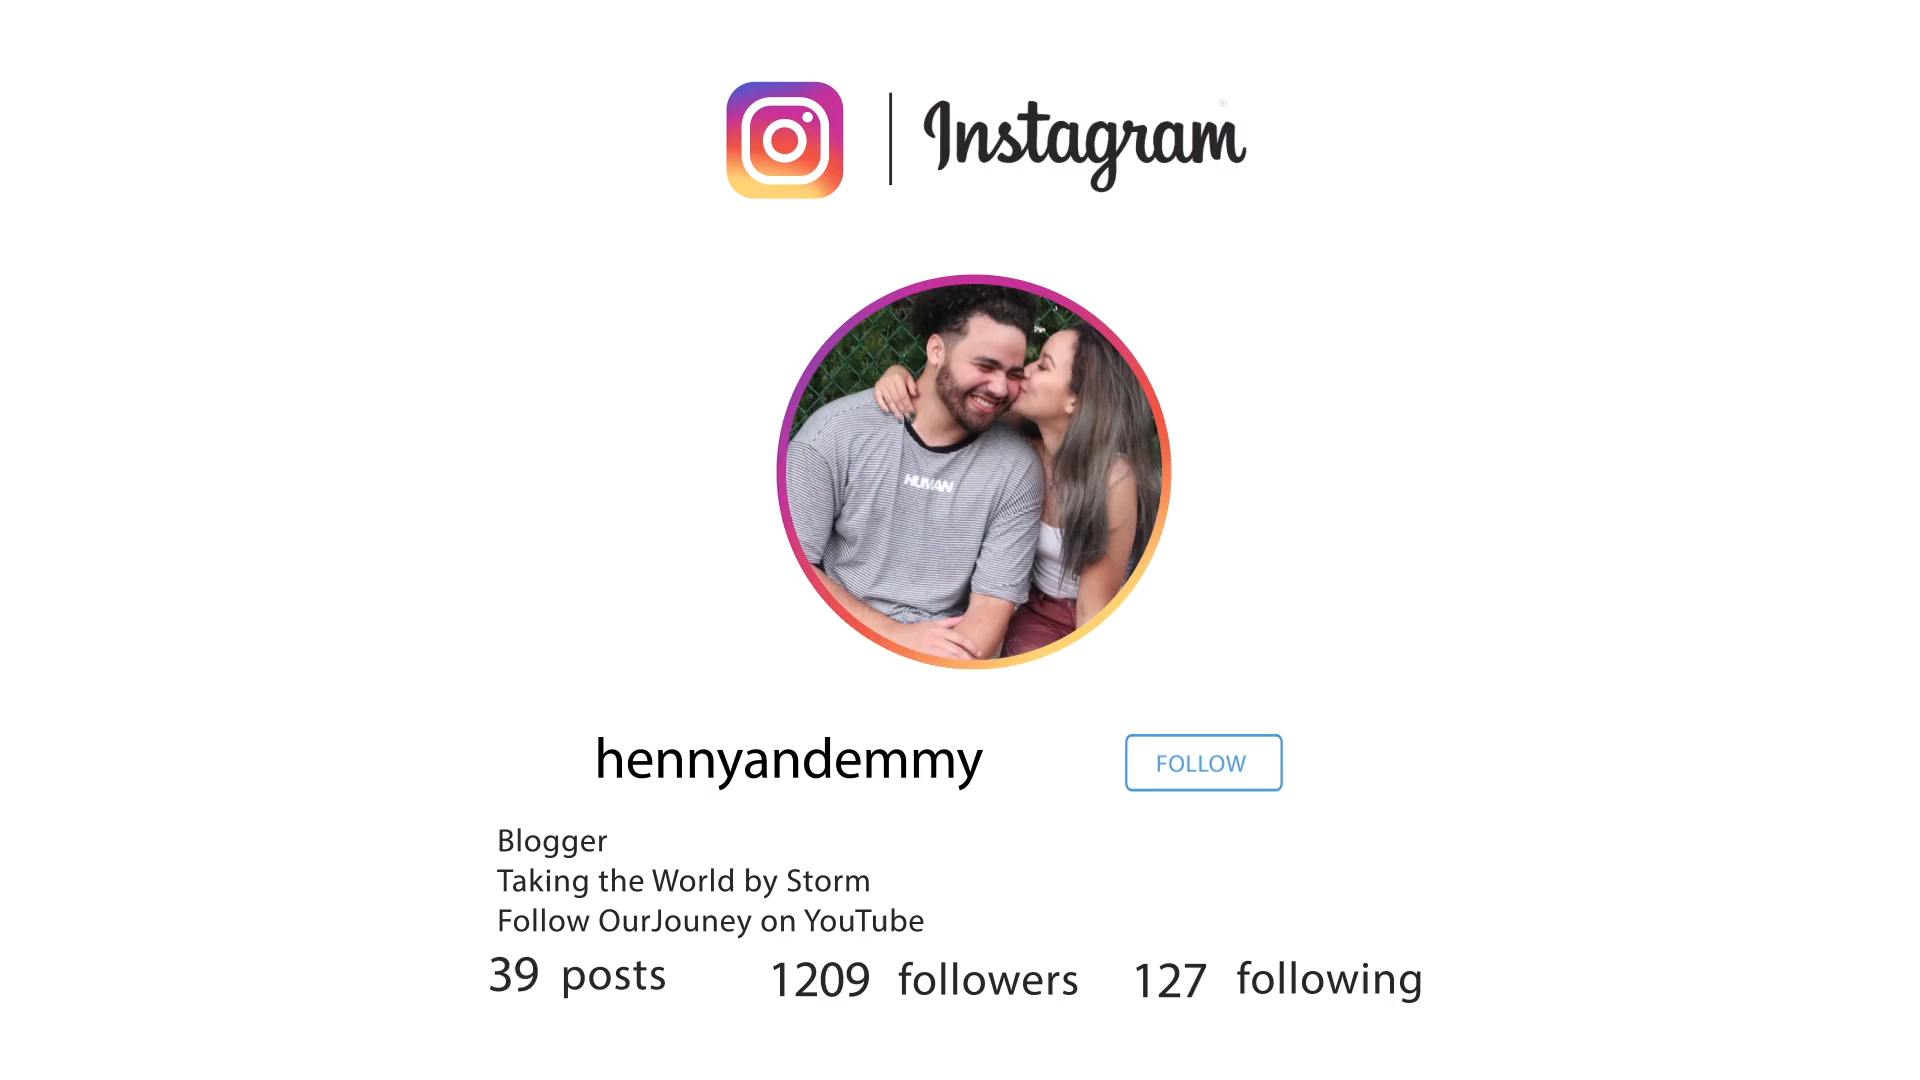 Instagram
HUMAN
hennyandemmy
FOLLOW
Blogger
Taking the World by Storm
Follow OurJouney on YouTube
39 posts 1209 followers 127 following